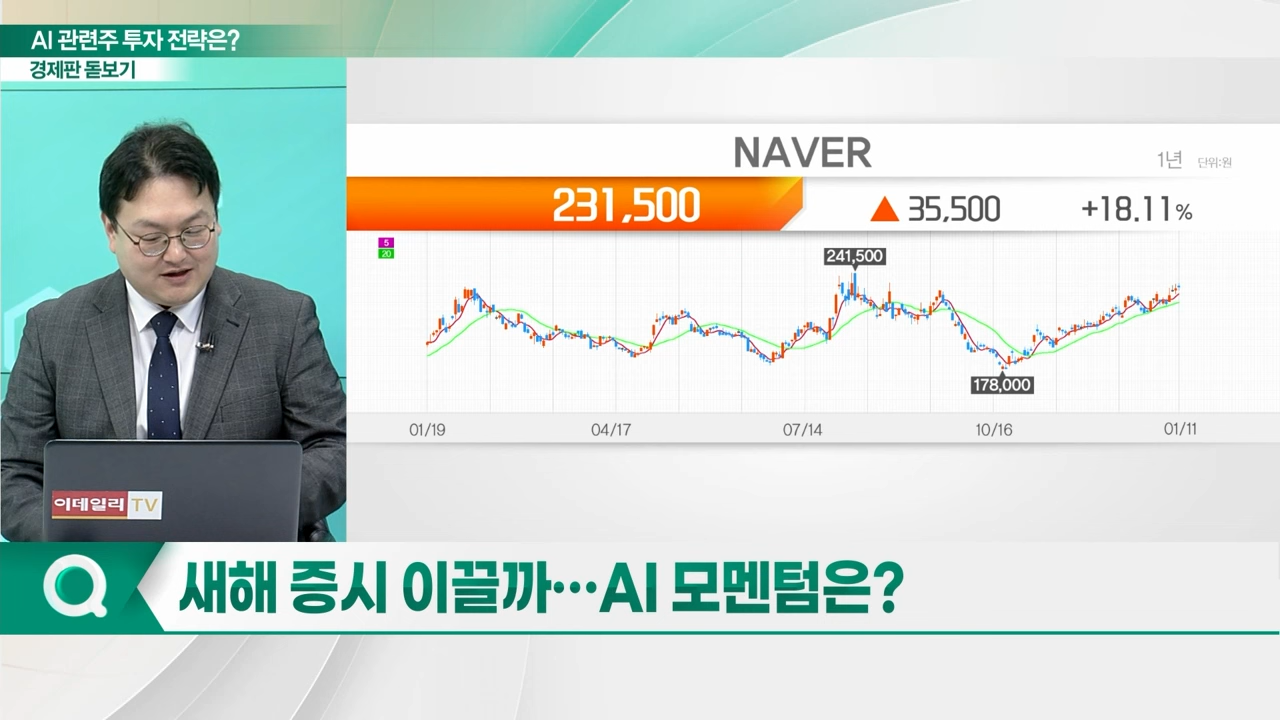 AI 관련주 투자 전략은?
경제판 돋보기
NAVER
1년 단위:원
231,500 ▲ 35,500 +18.11%
5
20
241,500
178,000
01/19 04/17 07/14 10/16 01/11
이데일리 TV
새해 증시 이끌까…AI 모멘텀은?